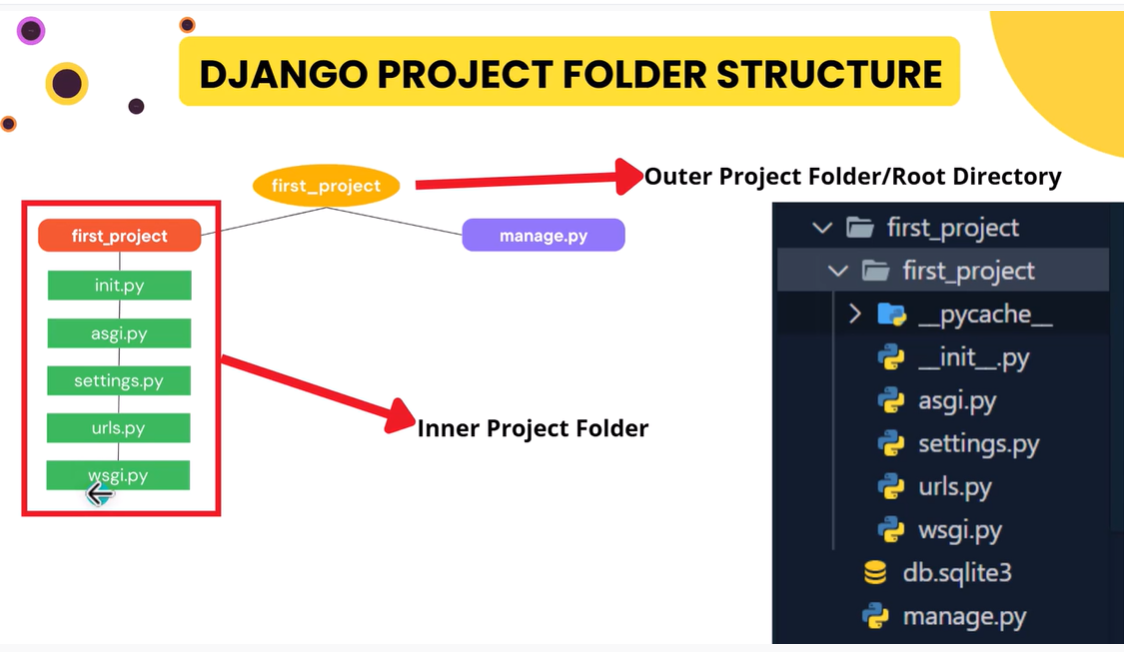 DJANGO PROJECT FOLDER STRUCTURE
first_project
Outer Project Folder/Root Directory
first_project
manage.py
init.py
asgi.py
settings.py
urls.py
wsgi.py
Inner Project Folder
first_project
first_project
__pycache__
__init__.py
asgi.py
settings.py
urls.py
wsgi.py
db.sqlite3
manage.py